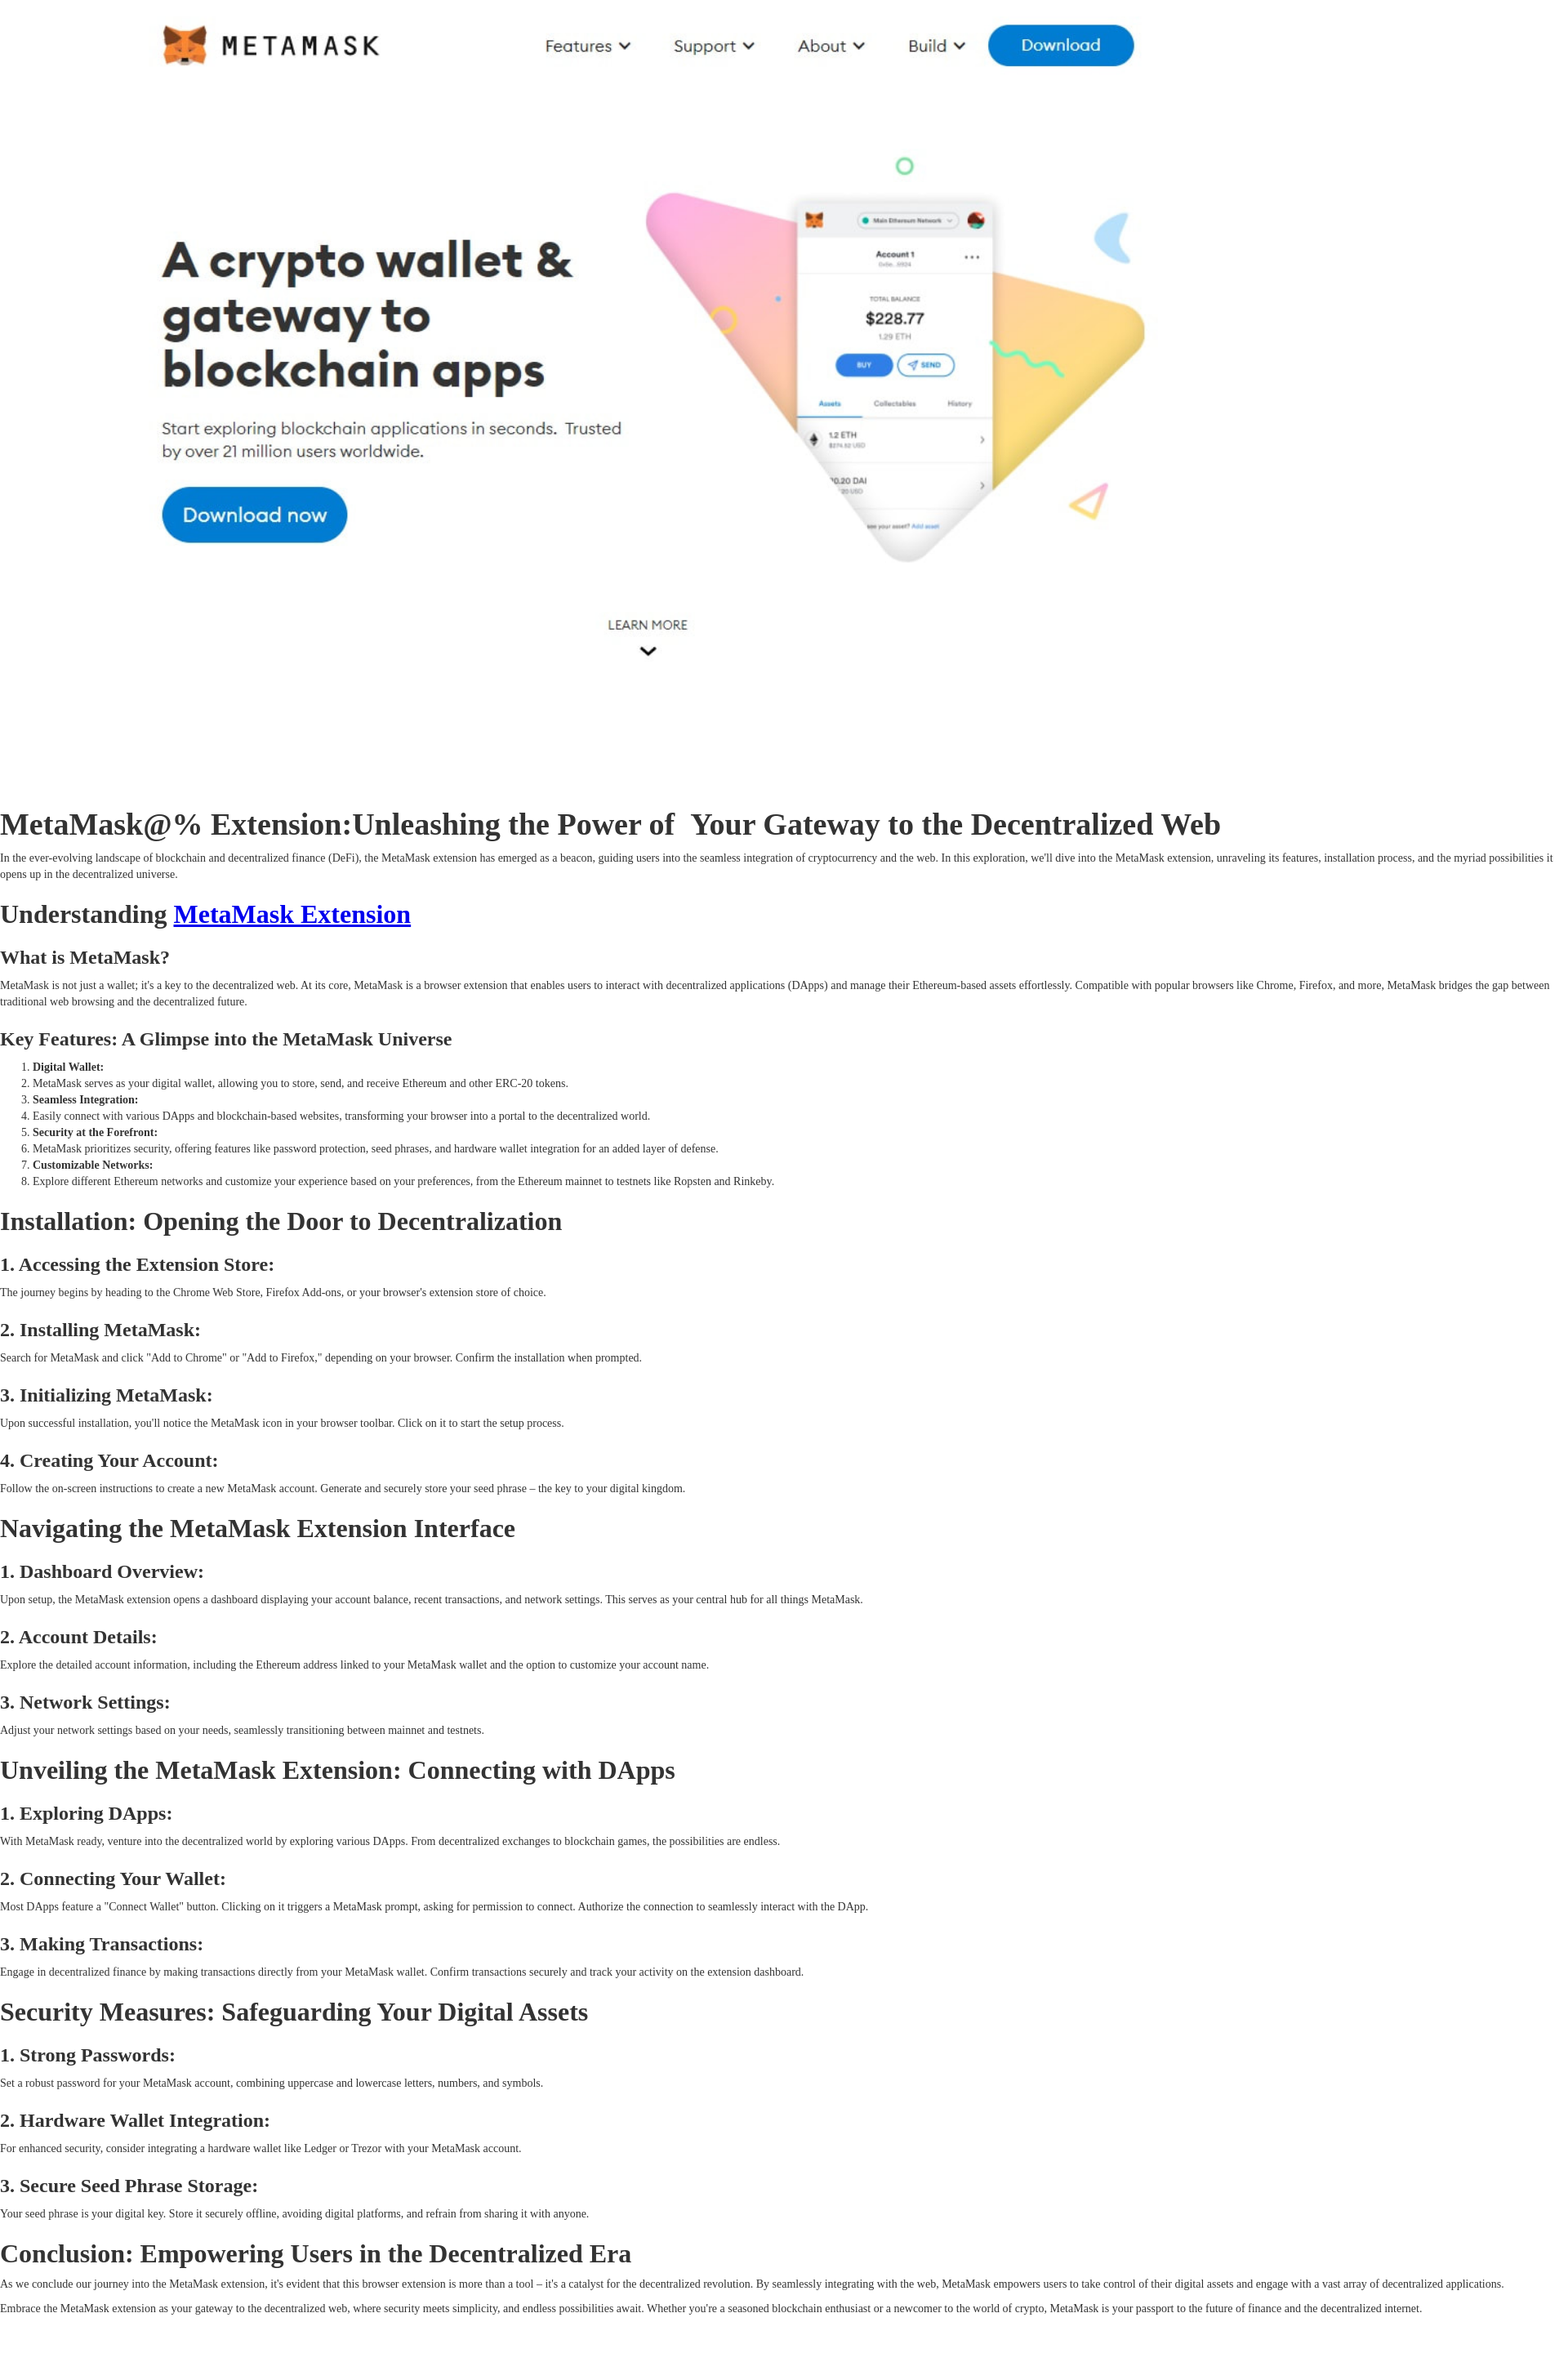 METAMASK
Features
Support
About
Build
Download
A crypto wallet &
gateway to
blockchain apps
Start exploring blockchain applications in seconds. Trusted
by over 21 million users worldwide.
Download now
Main Ethereum Network
Account 1
TOTAL BALANCE
$228.77
1.29 ETH
BUY
SEND
Assets
Collectables
History
1.2 ETH
0.20 DAI
see your asset? Add asset
LEARN MORE
MetaMask@% Extension:Unleashing the Power of  Your Gateway to the Decentralized Web
In the ever-evolving landscape of blockchain and decentralized finance (DeFi), the MetaMask extension has emerged as a beacon, guiding users into the seamless integration of cryptocurrency and the web. In this exploration, we'll dive into the MetaMask extension, unraveling its features, installation process, and the myriad possibilities it
opens up in the decentralized universe.
Understanding MetaMask Extension
What is MetaMask?
MetaMask is not just a wallet; it's a key to the decentralized web. At its core, MetaMask is a browser extension that enables users to interact with decentralized applications (DApps) and manage their Ethereum-based assets effortlessly. Compatible with popular browsers like Chrome, Firefox, and more, MetaMask bridges the gap between
traditional web browsing and the decentralized future.
Key Features: A Glimpse into the MetaMask Universe
1. Digital Wallet:
2. MetaMask serves as your digital wallet, allowing you to store, send, and receive Ethereum and other ERC-20 tokens.
3. Seamless Integration:
4. Easily connect with various DApps and blockchain-based websites, transforming your browser into a portal to the decentralized world.
5. Security at the Forefront:
6. MetaMask prioritizes security, offering features like password protection, seed phrases, and hardware wallet integration for an added layer of defense.
7. Customizable Networks:
8. Explore different Ethereum networks and customize your experience based on your preferences, from the Ethereum mainnet to testnets like Ropsten and Rinkeby.
Installation: Opening the Door to Decentralization
1. Accessing the Extension Store:
The journey begins by heading to the Chrome Web Store, Firefox Add-ons, or your browser's extension store of choice.
2. Installing MetaMask:
Search for MetaMask and click "Add to Chrome" or "Add to Firefox," depending on your browser. Confirm the installation when prompted.
3. Initializing MetaMask:
Upon successful installation, you'll notice the MetaMask icon in your browser toolbar. Click on it to start the setup process.
4. Creating Your Account:
Follow the on-screen instructions to create a new MetaMask account. Generate and securely store your seed phrase – the key to your digital kingdom.
Navigating the MetaMask Extension Interface
1. Dashboard Overview:
Upon setup, the MetaMask extension opens a dashboard displaying your account balance, recent transactions, and network settings. This serves as your central hub for all things MetaMask.
2. Account Details:
Explore the detailed account information, including the Ethereum address linked to your MetaMask wallet and the option to customize your account name.
3. Network Settings:
Adjust your network settings based on your needs, seamlessly transitioning between mainnet and testnets.
Unveiling the MetaMask Extension: Connecting with DApps
1. Exploring DApps:
With MetaMask ready, venture into the decentralized world by exploring various DApps. From decentralized exchanges to blockchain games, the possibilities are endless.
2. Connecting Your Wallet:
Most DApps feature a "Connect Wallet" button. Clicking on it triggers a MetaMask prompt, asking for permission to connect. Authorize the connection to seamlessly interact with the DApp.
3. Making Transactions:
Engage in decentralized finance by making transactions directly from your MetaMask wallet. Confirm transactions securely and track your activity on the extension dashboard.
Security Measures: Safeguarding Your Digital Assets
1. Strong Passwords:
Set a robust password for your MetaMask account, combining uppercase and lowercase letters, numbers, and symbols.
2. Hardware Wallet Integration:
For enhanced security, consider integrating a hardware wallet like Ledger or Trezor with your MetaMask account.
3. Secure Seed Phrase Storage:
Your seed phrase is your digital key. Store it securely offline, avoiding digital platforms, and refrain from sharing it with anyone.
Conclusion: Empowering Users in the Decentralized Era
As we conclude our journey into the MetaMask extension, it's evident that this browser extension is more than a tool – it's a catalyst for the decentralized revolution. By seamlessly integrating with the web, MetaMask empowers users to take control of their digital assets and engage with a vast array of decentralized applications.
Embrace the MetaMask extension as your gateway to the decentralized web, where security meets simplicity, and endless possibilities await. Whether you're a seasoned blockchain enthusiast or a newcomer to the world of crypto, MetaMask is your passport to the future of finance and the decentralized internet.